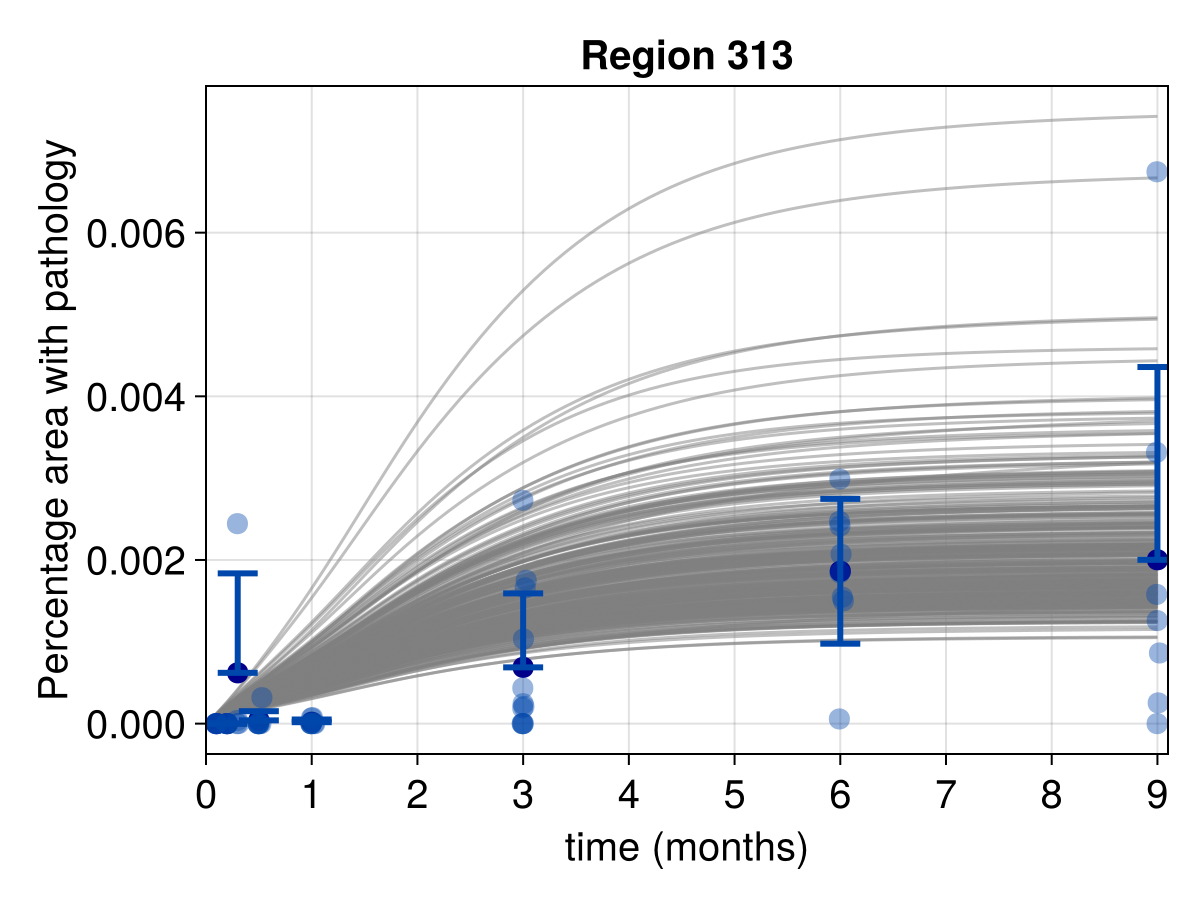 Region 313
Percentage area with pathology
0.006
0.004
0.002
0.000
0 1 2 3 4 5 6 7 8 9
time (months)